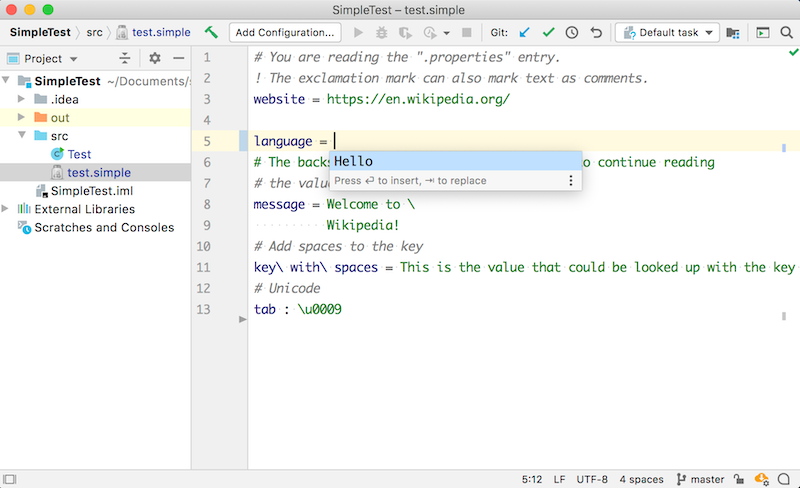 SimpleTest – test.simple
SimpleTest src test.simple
Add Configuration...
Git:
Default task
Project
SimpleTest ~/Documents/
.idea
out
src
Test
test.simple
SimpleTest.iml
External Libraries
Scratches and Consoles
1 # You are reading the ".properties" entry.
2 ! The exclamation mark can also mark text as comments.
3 website = https://en.wikipedia.org/
4
5 language =
Hello
Press ⏎ to insert, ⇥ to replace
6 # The backs o continue reading
7 # the valu
8 message = Welcome to \
9 Wikipedia!
10 # Add spaces to the key
11 key\ with\ spaces = This is the value that could be looked up with the key
12 # Unicode
13 tab : \u0009
5:12 LF UTF-8 4 spaces master